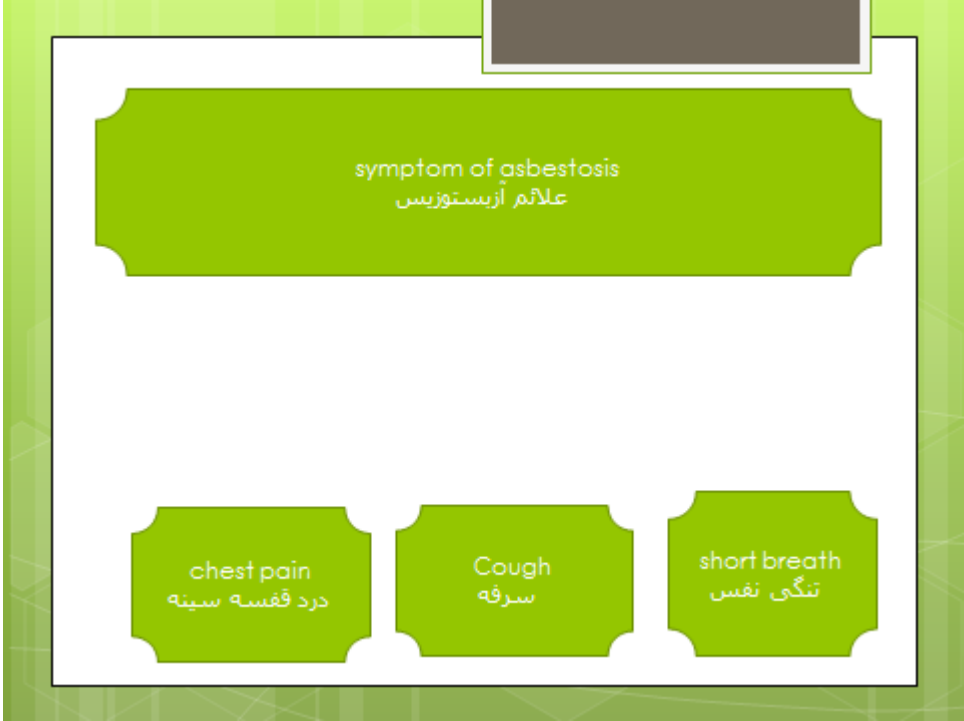 symptom of asbestosis
علائم آزبستوزیس
chest pain
درد قفسه سینه
Cough
سرفه
short breath
تنگی نفس